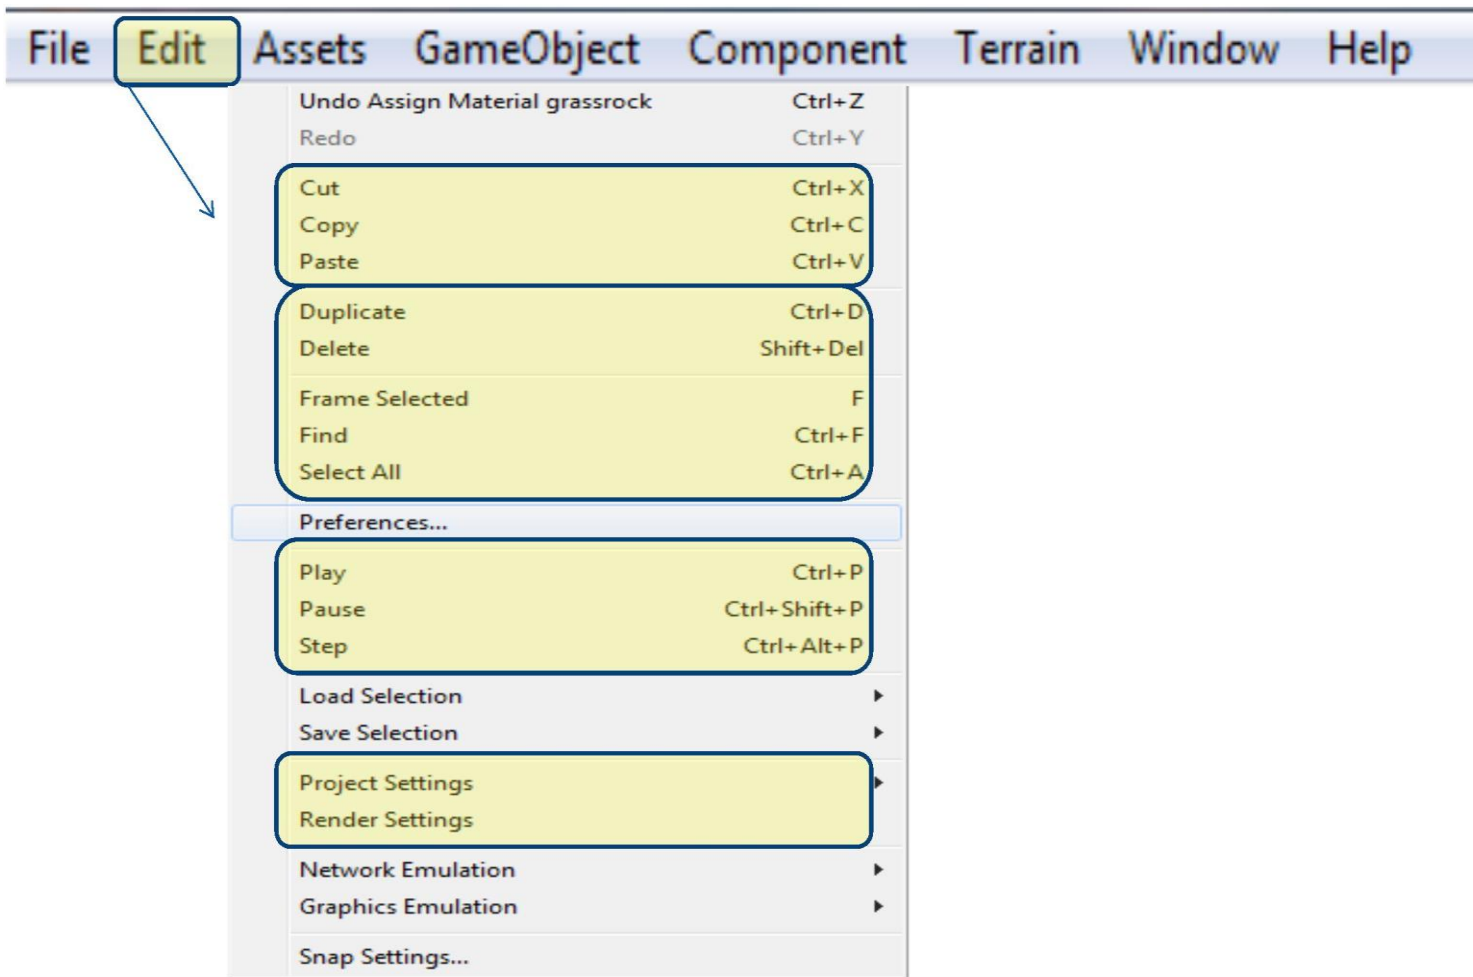 File Edit Assets GameObject Component Terrain Window Help
Undo Assign Material grassrock Ctrl+Z
Redo Ctrl+Y
Cut Ctrl+X
Copy Ctrl+C
Paste Ctrl+V
Duplicate Ctrl+D
Delete Shift+Del
Frame Selected F
Find Ctrl+F
Select All Ctrl+A
Preferences...
Play Ctrl+P
Pause Ctrl+Shift+P
Step Ctrl+Alt+P
Load Selection
Save Selection
Project Settings
Render Settings
Network Emulation
Graphics Emulation
Snap Settings...